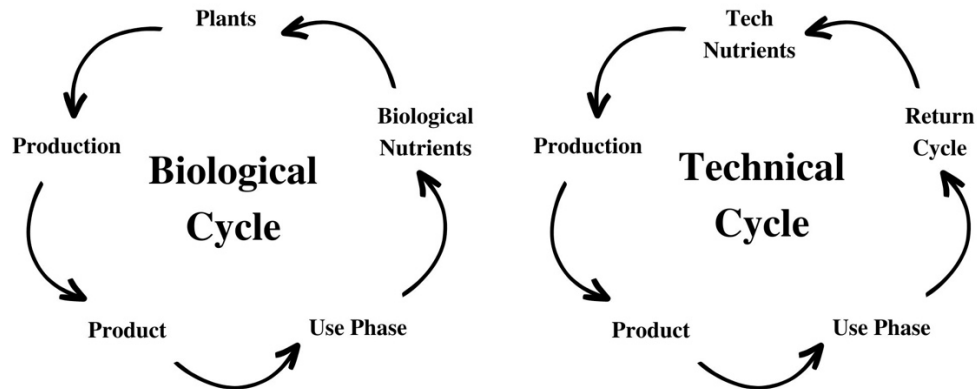 Plants
Biological
Nutrients
Production
Biological
Cycle
Product
Use Phase
Tech
Nutrients
Return
Cycle
Production
Technical
Cycle
Product
Use Phase